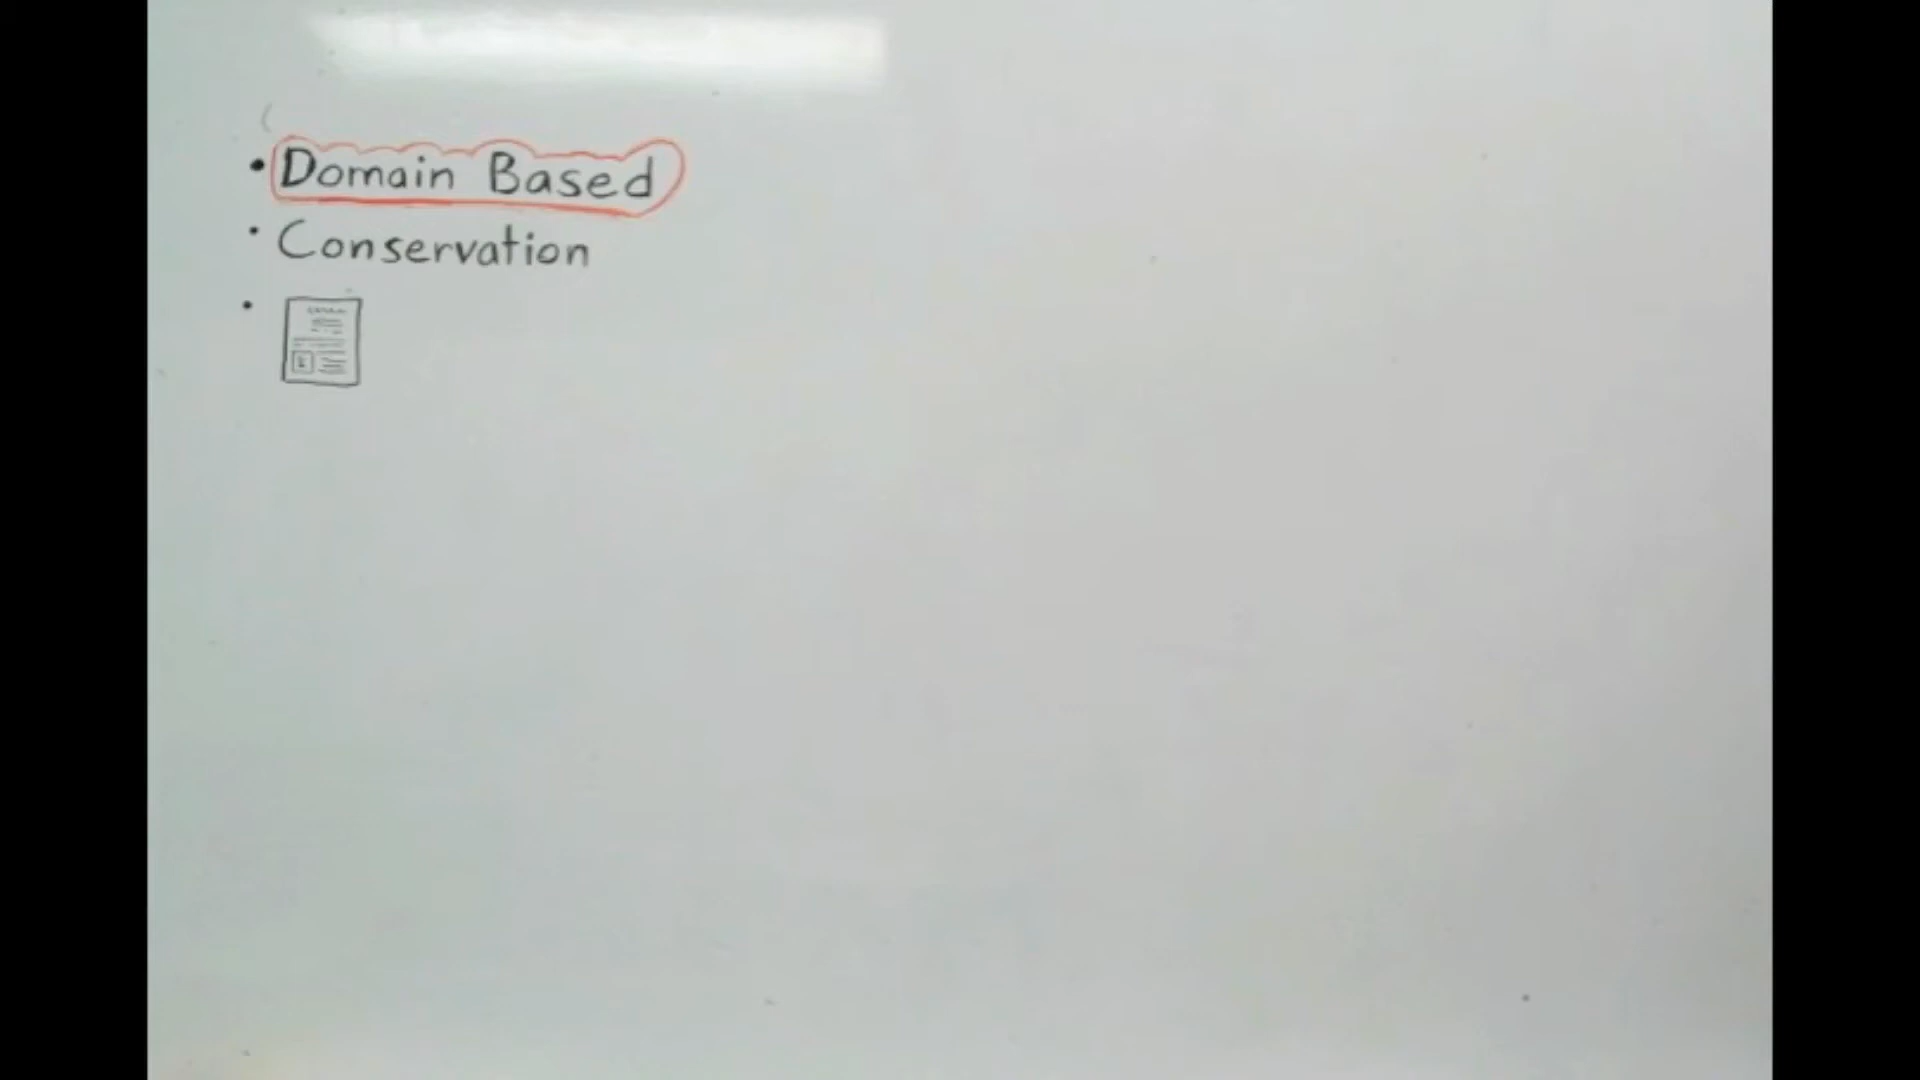 • Domain Based
• Conservation
•